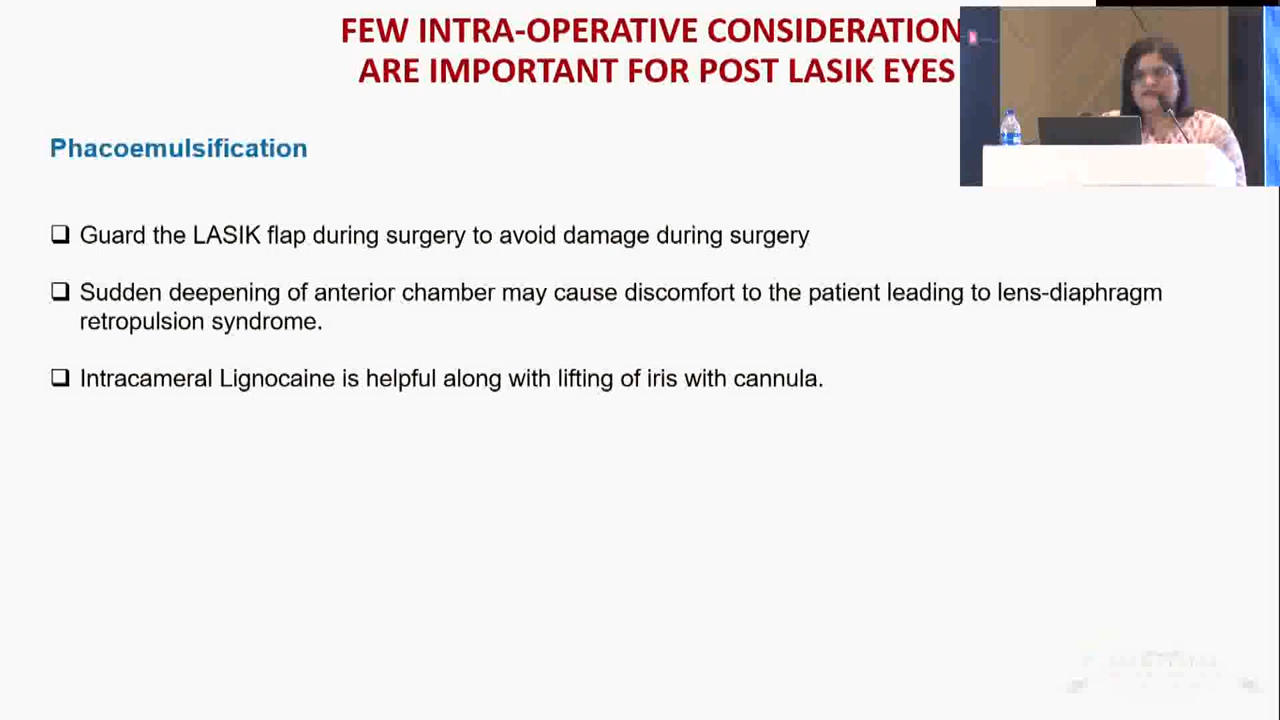 FEW INTRA-OPERATIVE CONSIDERATION
ARE IMPORTANT FOR POST LASIK EYES
Phacoemulsification
Guard the LASIK flap during surgery to avoid damage during surgery
Sudden deepening of anterior chamber may cause discomfort to the patient leading to lens-diaphragm
retropulsion syndrome.
Intracameral Lignocaine is helpful along with lifting of iris with cannula.